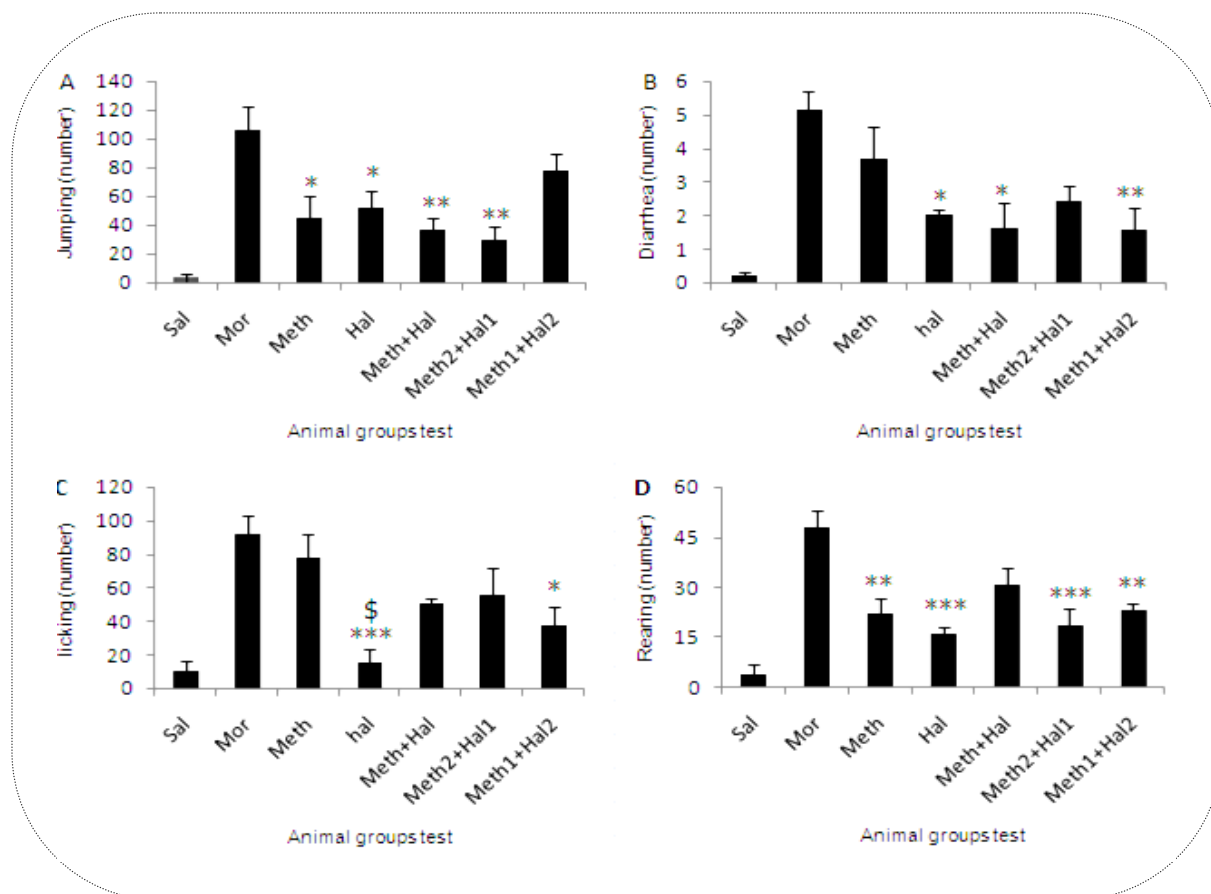 A
Jumping (number)
140
120
100
80
60
40
20
0
*
*
**
**
Sal
Mor
Meth
Hal
Meth+Hal
Meth2+Hal1
Meth1+Hal2
Animal groups test
B
Diarrhea (number)
6
5
4
3
2
1
0
*
*
**
Sal
Mor
Meth
hal
Meth+Hal
Meth2+Hal1
Meth1+Hal2
Animal groups test
C
licking (number)
120
100
80
60
40
20
0
$
***
*
Sal
Mor
Meth
hal
Meth+Hal
Meth2+Hal1
Meth1+Hal2
Animal groups test
D
Rearing (number)
60
45
30
15
0
**
***
***
**
Sal
Mor
Meth
Hal
Meth+Hal
Meth2+Hal1
Meth1+Hal2
Animal groups test